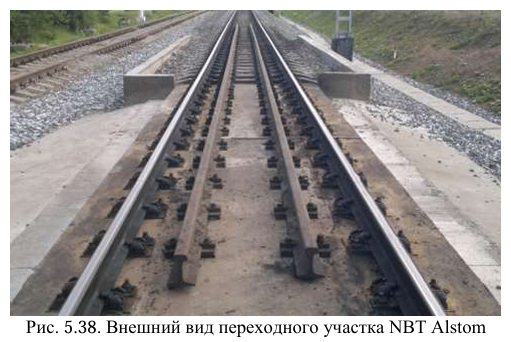 Рис. 5.38. Внешний вид переходного участка NBT Alstom